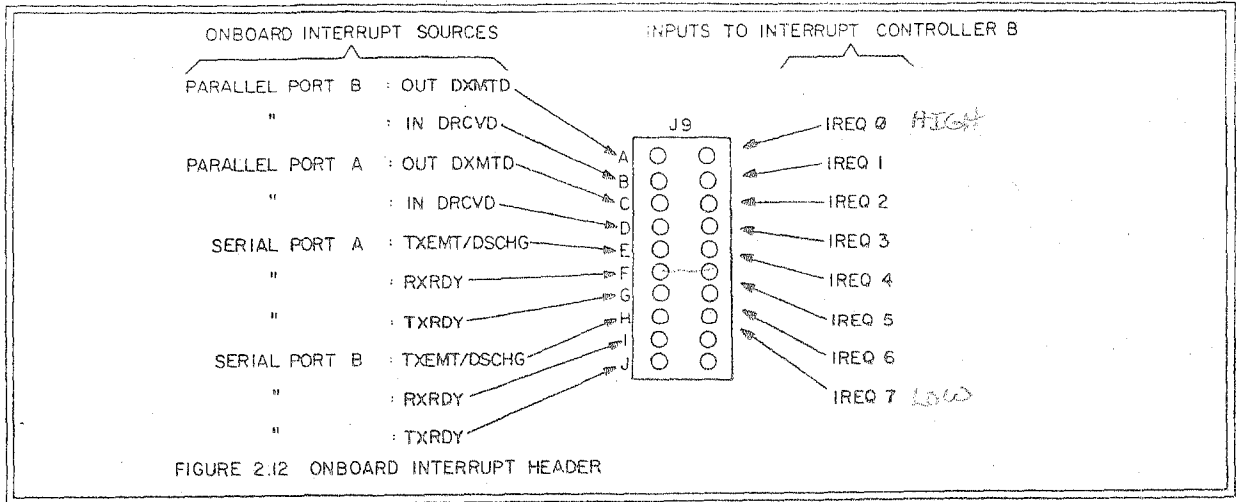 ONBOARD INTERRUPT SOURCES
INPUTS TO INTERRUPT CONTROLLER B
PARALLEL PORT B : OUT DXMTD
" : IN DRCVD
PARALLEL PORT A : OUT DXMTD
" : IN DRCVD
SERIAL PORT A : TXEMT/DSCHG
" : RXRDY
" : TXRDY
SERIAL PORT B : TXEMT/DSCHG
" : RXRDY
" : TXRDY
J9
A
B
C
D
E
F
G
H
I
J
IREQ 0 HIGH
IREQ 1
IREQ 2
IREQ 3
IREQ 4
IREQ 5
IREQ 6
IREQ 7 LOW
FIGURE 2.12 ONBOARD INTERRUPT HEADER